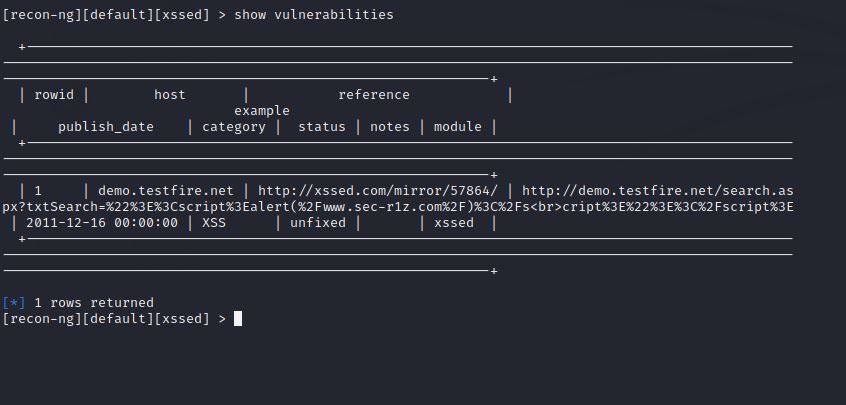 [recon-ng][default][xssed] > show vulnerabilities
+---------------------------------------------------------------------------------------------------------------------------------------------------------------------------------------------------------------------------------------------------------+
| rowid | host | reference |
example
| publish_date | category | status | notes | module |
+---------------------------------------------------------------------------------------------------------------------------------------------------------------------------------------------------------------------------------------------------------+
| 1 | demo.testfire.net | http://xssed.com/mirror/57864/ | http://demo.testfire.net/search.as
px?txtSearch=%22%3E%3Cscript%3Ealert(%2Fwww.sec-r1z.com%2F)%3C%2Fs<br>cript%3E%22%3E%3C%2Fscript%3E
| 2011-12-16 00:00:00 | XSS | unfixed | | xssed |
+---------------------------------------------------------------------------------------------------------------------------------------------------------------------------------------------------------------------------------------------------------+
[*] 1 rows returned
[recon-ng][default][xssed] >